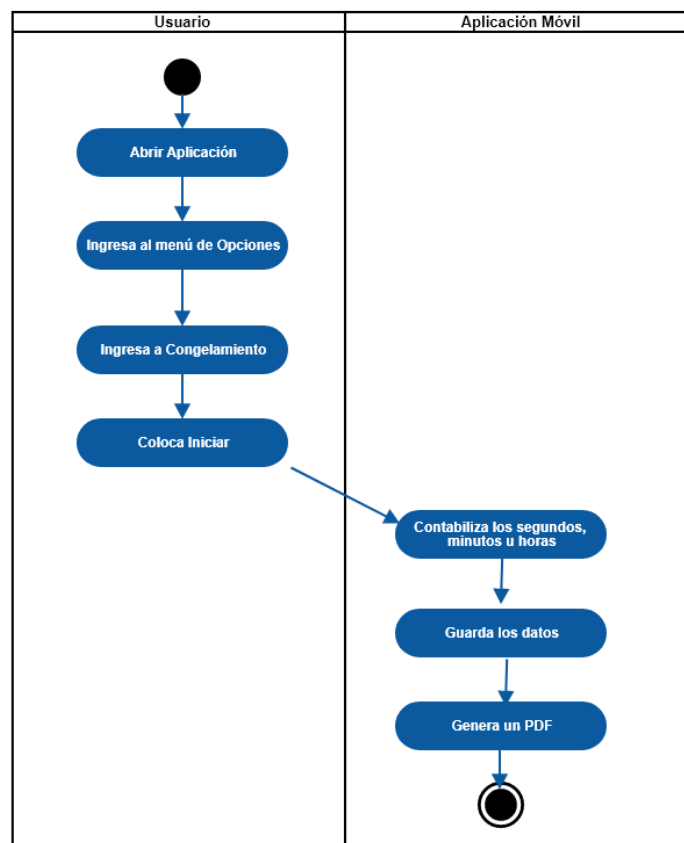 Usuario
Aplicación Móvil
Abrir Aplicación
Ingresa al menú de Opciones
Ingresa a Congelamiento
Coloca Iniciar
Contabiliza los segundos,
minutos u horas
Guarda los datos
Genera un PDF